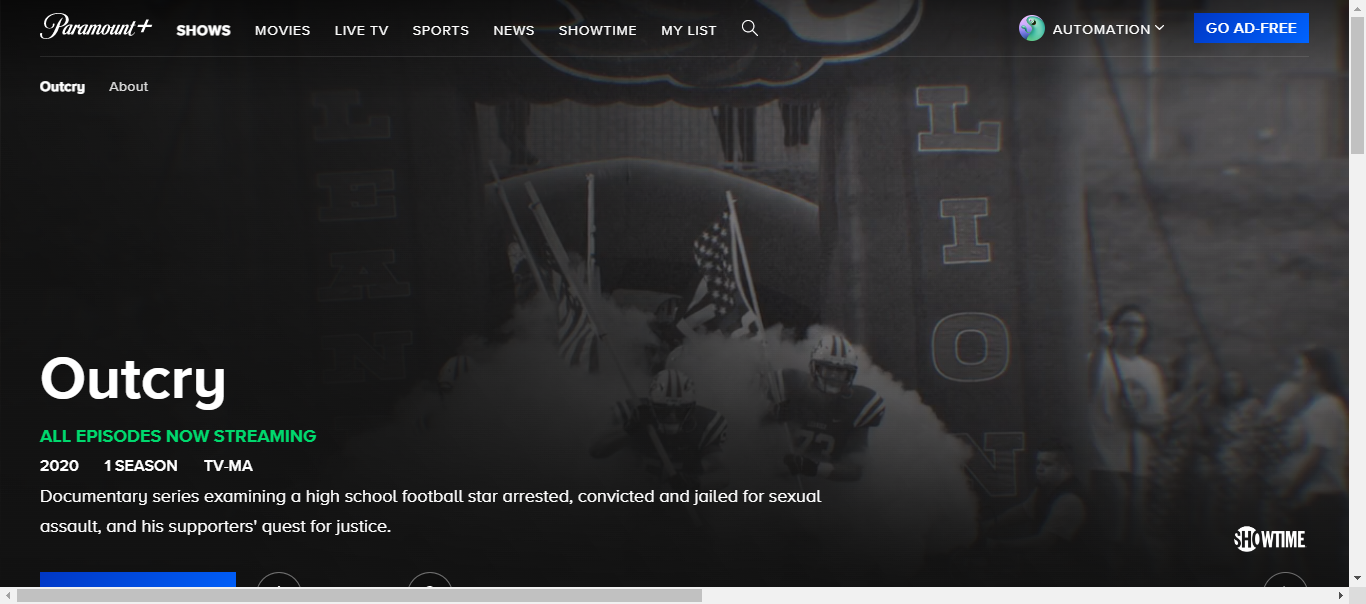 Paramount+ SHOWS MOVIES LIVE TV SPORTS NEWS SHOWTIME MY LIST AUTOMATION GO AD-FREE
Outcry About
LEAN
LION
73
Outcry
ALL EPISODES NOW STREAMING
2020 1 SEASON TV-MA
Documentary series examining a high school football star arrested, convicted and jailed for sexual
assault, and his supporters' quest for justice.
SHOWTIME